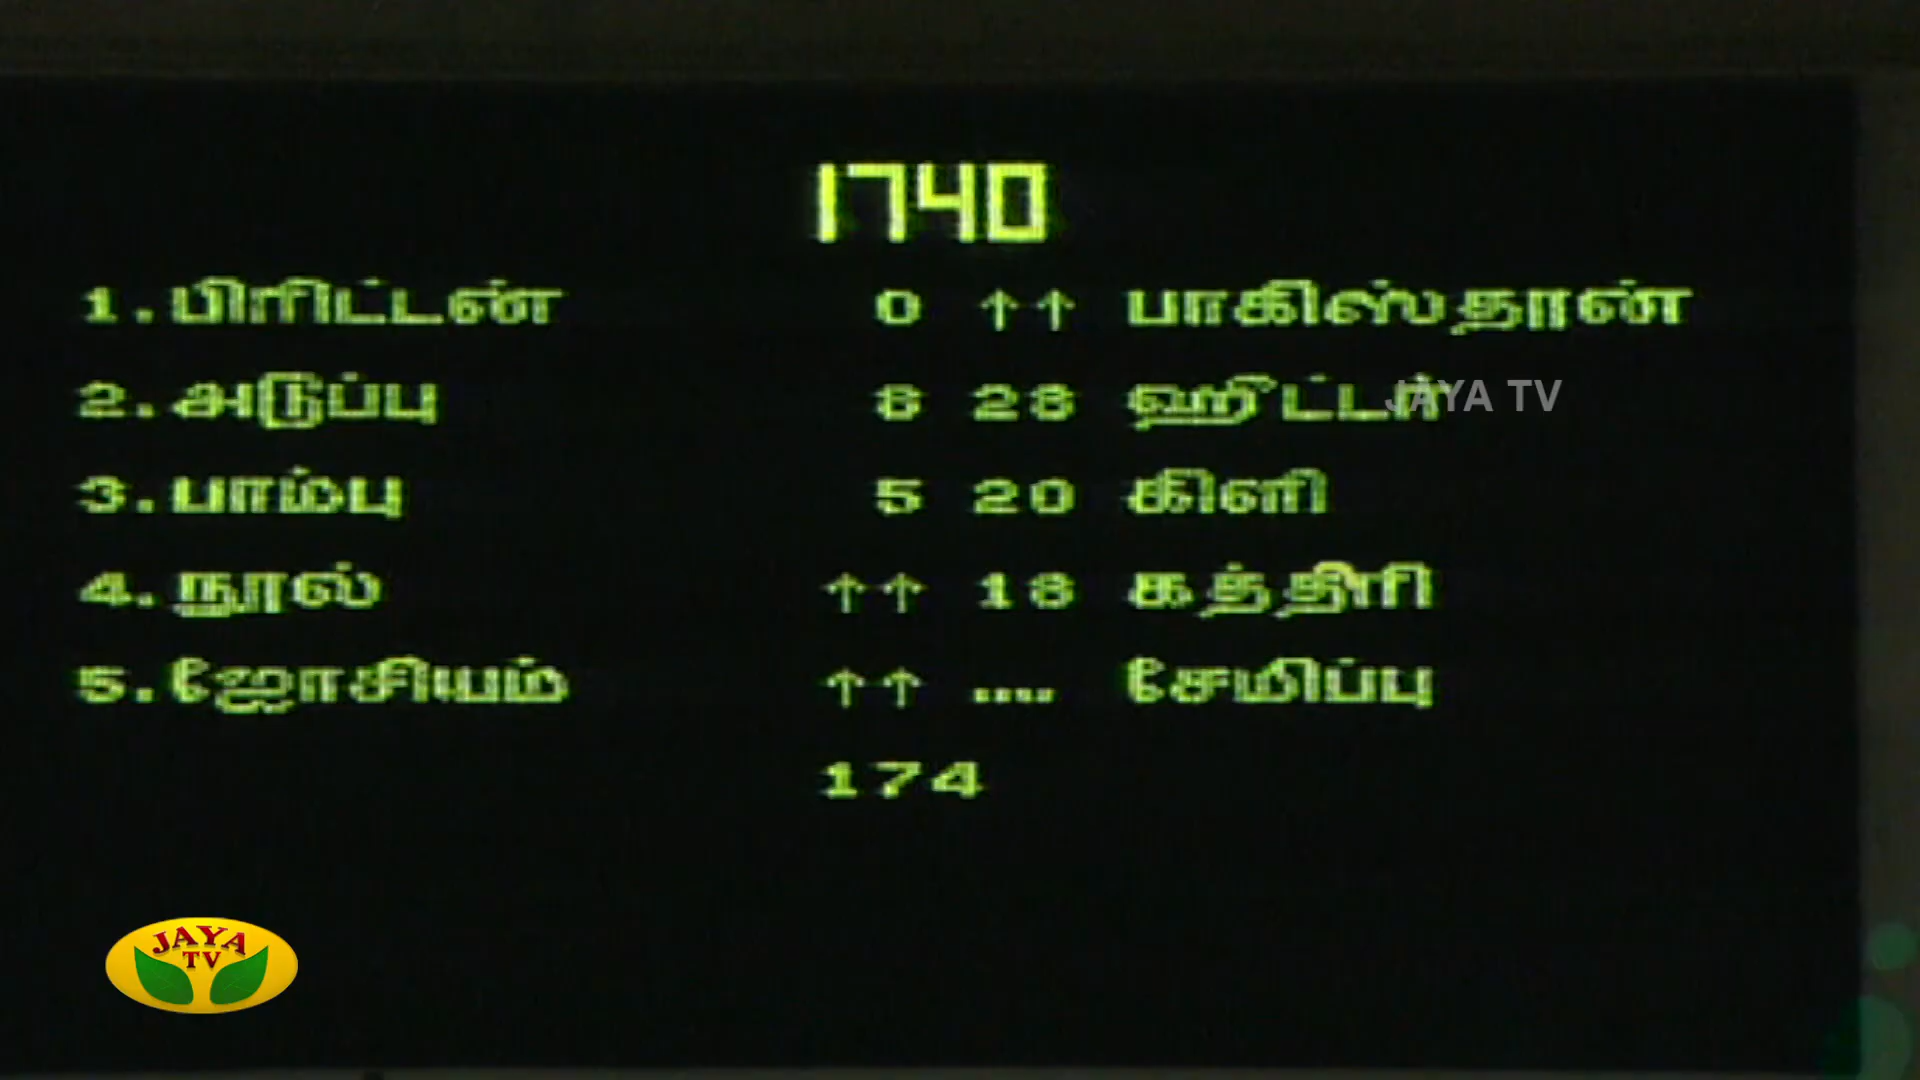 1740
1.பிரிட்டன் 0 ↑↑ பாகிஸ்தான்
2.அடுப்பு 8 28 ஹீட்டர்
JAYA TV
3.பாம்பு 5 20 கிளி
4.நூல் ↑↑ 18 கத்திரி
5.ஜோசியம் ↑↑ .... சேமிப்பு
174
JAYA
TV